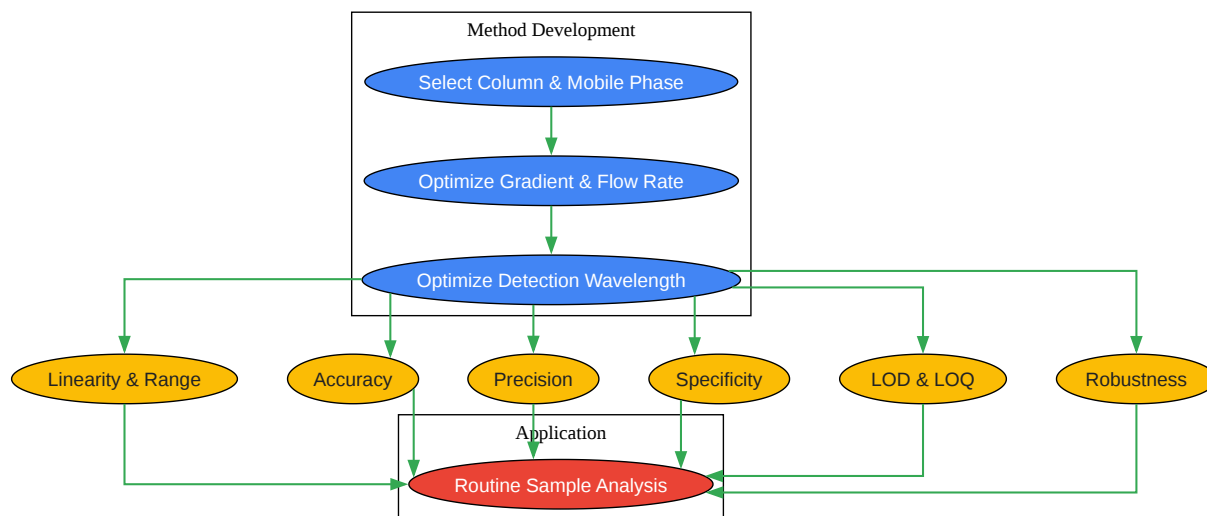 Method Development
Select Column & Mobile Phase
Optimize Gradient & Flow Rate
Optimize Detection Wavelength
Linearity & Range
Accuracy
Precision
Specificity
LOD & LOQ
Robustness
Application
Routine Sample Analysis